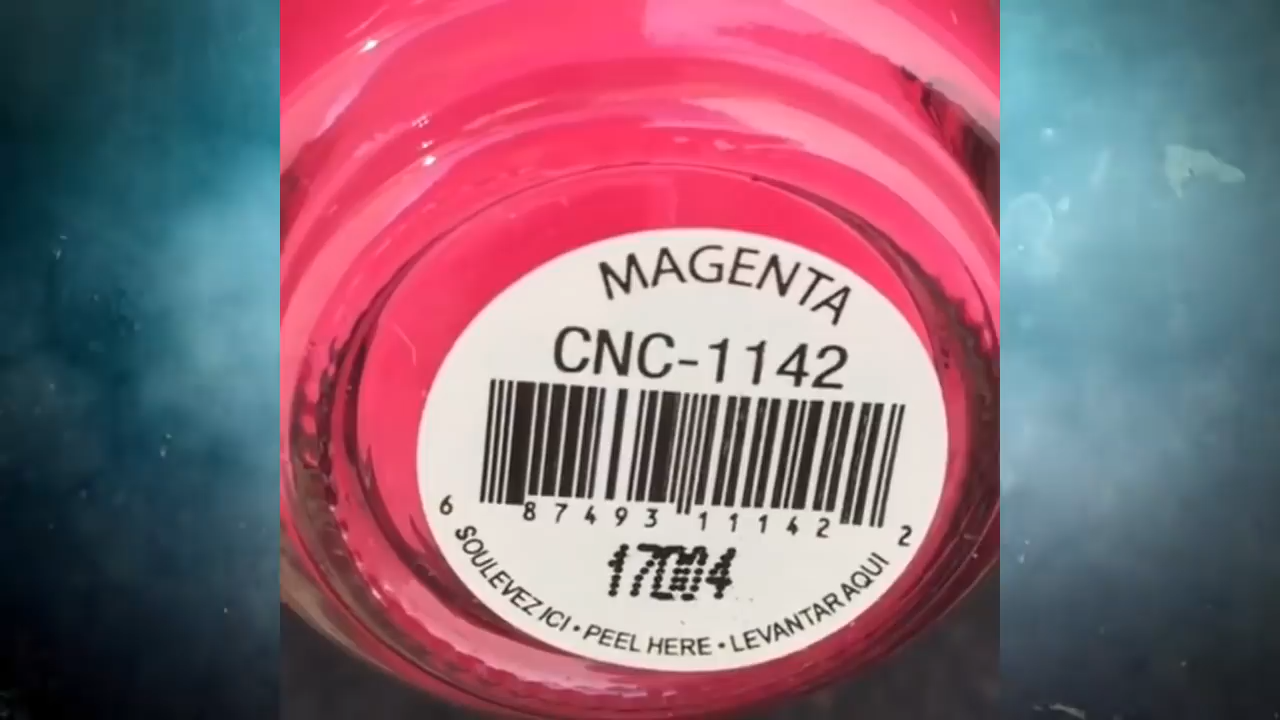 MAGENTA
CNC-1142
6 87493 11142 2
SOULEVEZ ICI • PEEL HERE • LEVANTAR AQUI